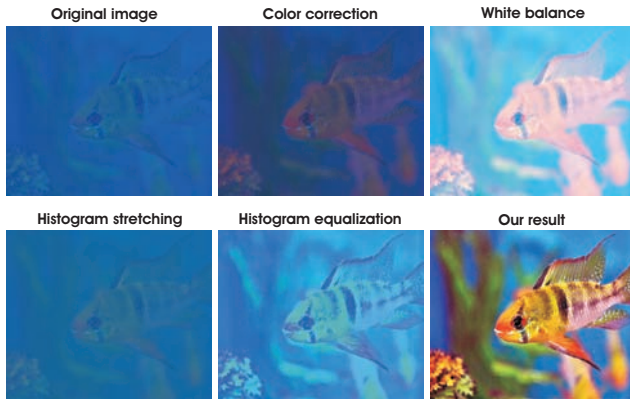 Original image
Color correction
White balance
Histogram stretching
Histogram equalization
Our result